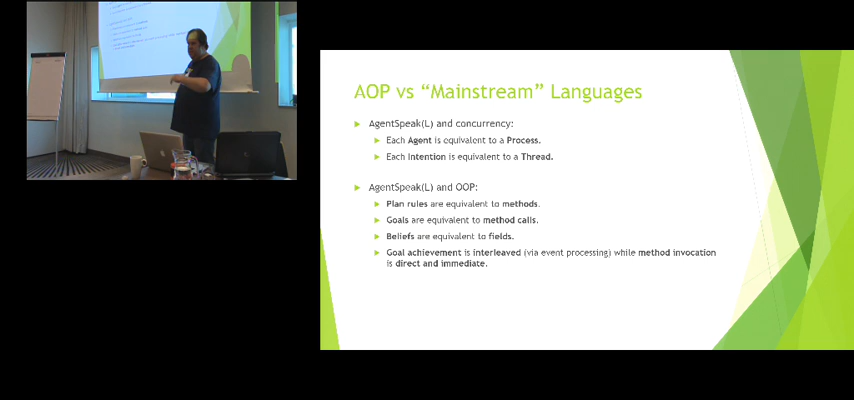 AOP vs “Mainstream” Languages
AgentSpeak(L) and concurrency:
Each Agent is equivalent to a Process.
Each Intention is equivalent to a Thread.
AgentSpeak(L) and OOP:
Plan rules are equivalent to methods.
Goals are equivalent to method calls.
Beliefs are equivalent to fields.
Goal achievement is interleaved (via event processing) while method invocation
is direct and immediate.